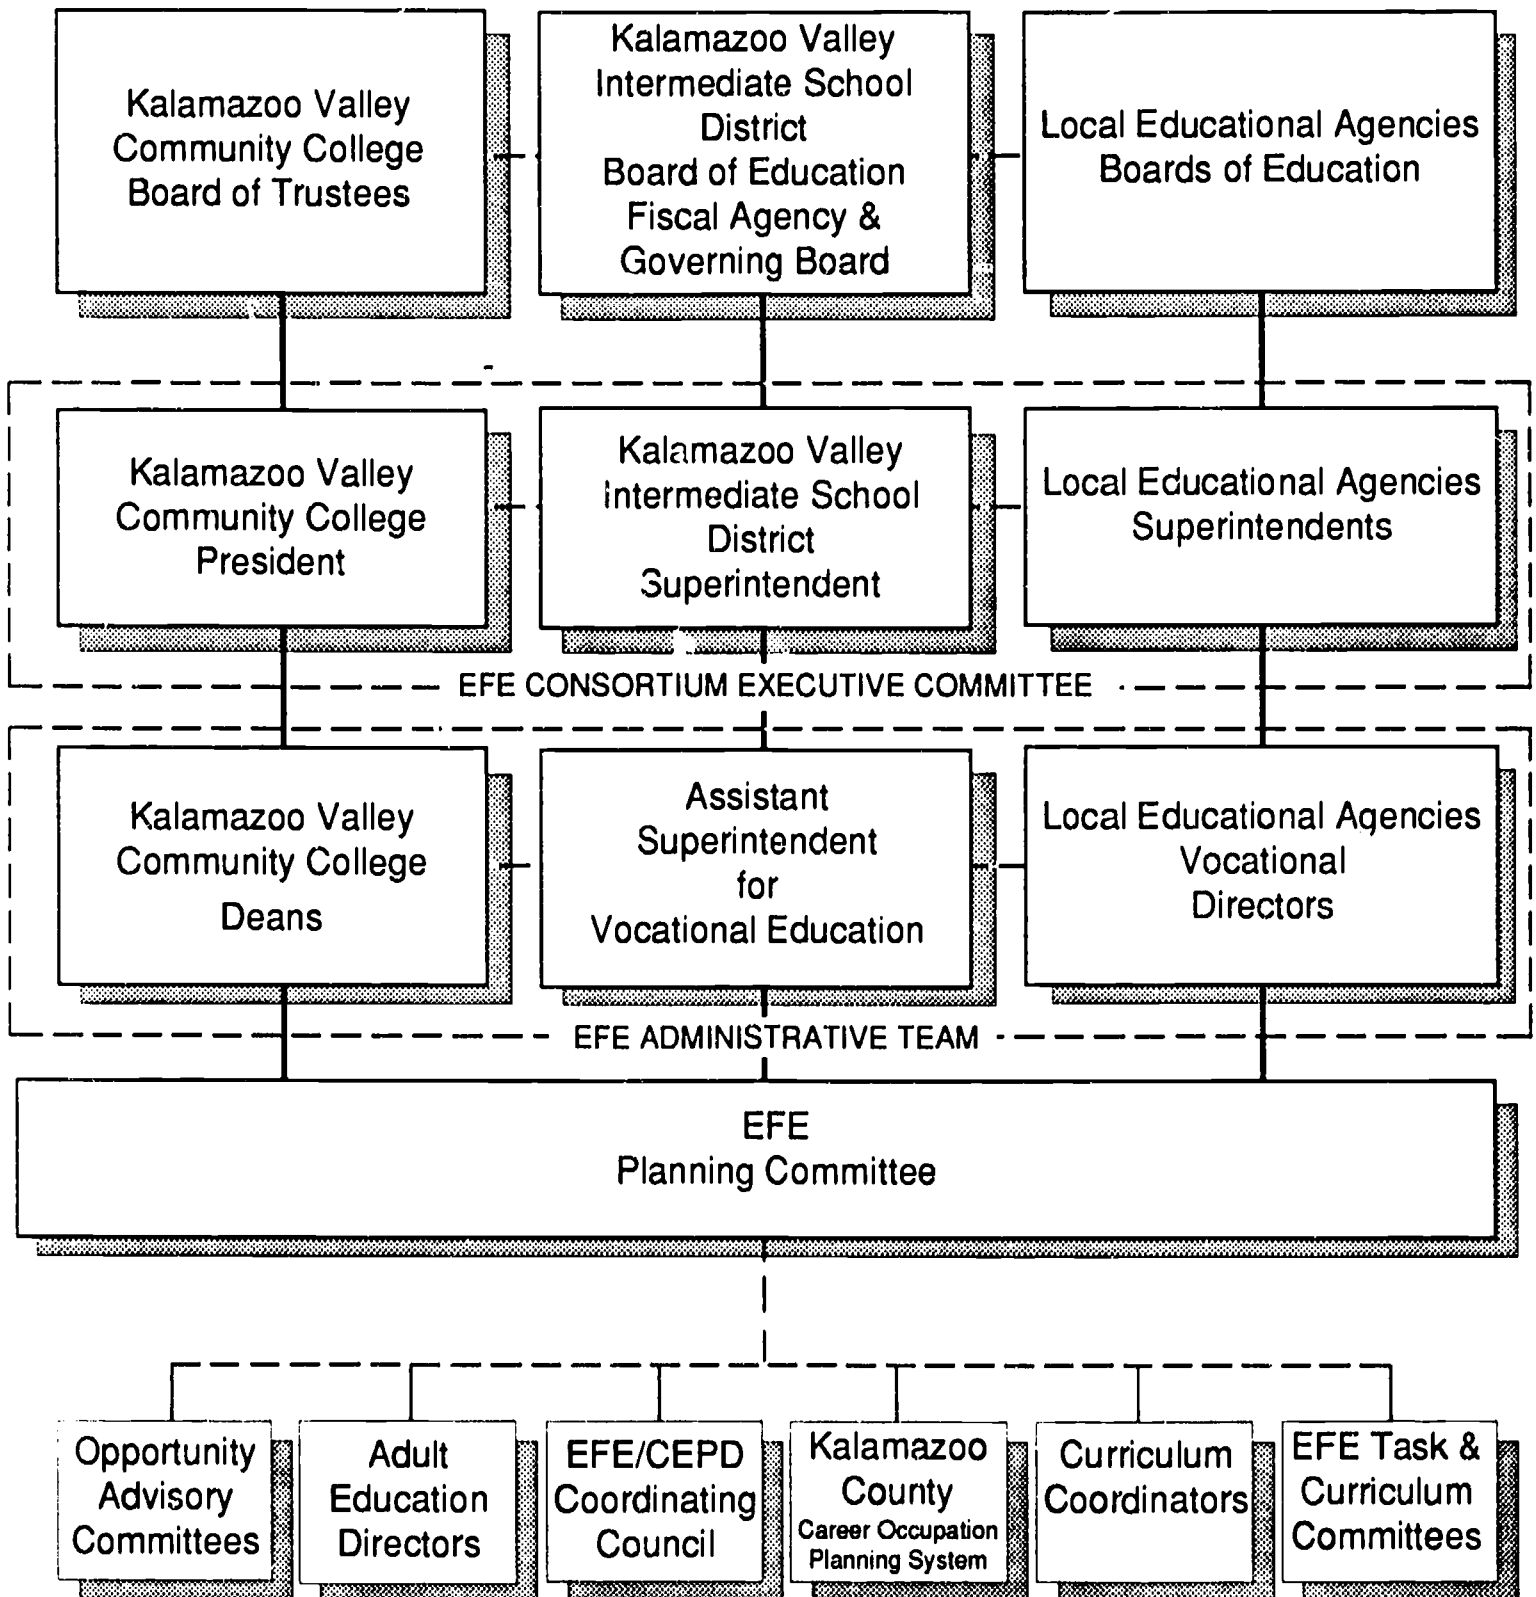 Kalamazoo Valley
Community College
Board of Trustees
Kalamazoo Valley
Intermediate School
District
Board of Education
Fiscal Agency &
Governing Board
Local Educational Agencies
Boards of Education
Kalamazoo Valley
Community College
President
Kalamazoo Valley
Intermediate School
District
Superintendent
Local Educational Agencies
Superintendents
EFE CONSORTIUM EXECUTIVE COMMITTEE
Kalamazoo Valley
Community College
Deans
Assistant
Superintendent
for
Vocational Education
Local Educational Agencies
Vocational
Directors
EFE ADMINISTRATIVE TEAM
EFE
Planning Committee
Opportunity
Advisory
Committees
Adult
Education
Directors
EFE/CEPD
Coordinating
Council
Kalamazoo
County
Career Occupation
Planning System
Curriculum
Coordinators
EFE Task &
Curriculum
Committees